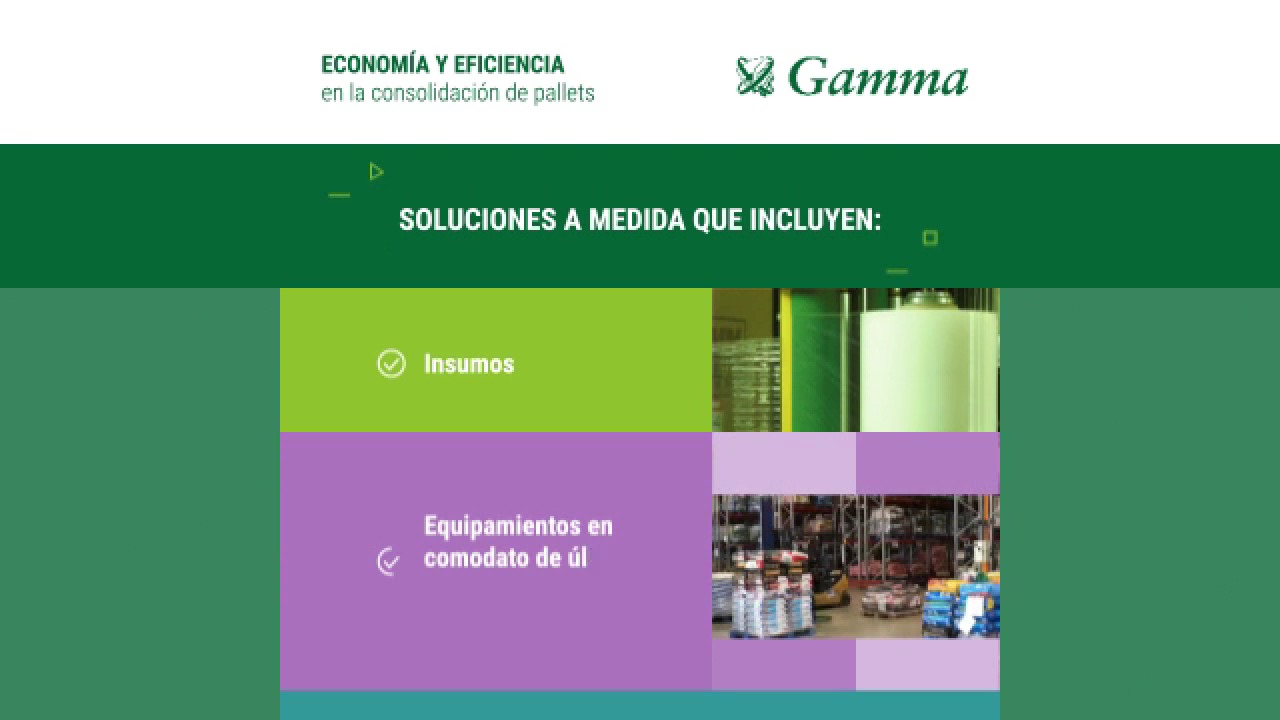 ECONOMÍA Y EFICIENCIA
en la consolidación de pallets
Gamma
SOLUCIONES A MEDIDA QUE INCLUYEN:
Insumos
Equipamientos en
comodato de úl